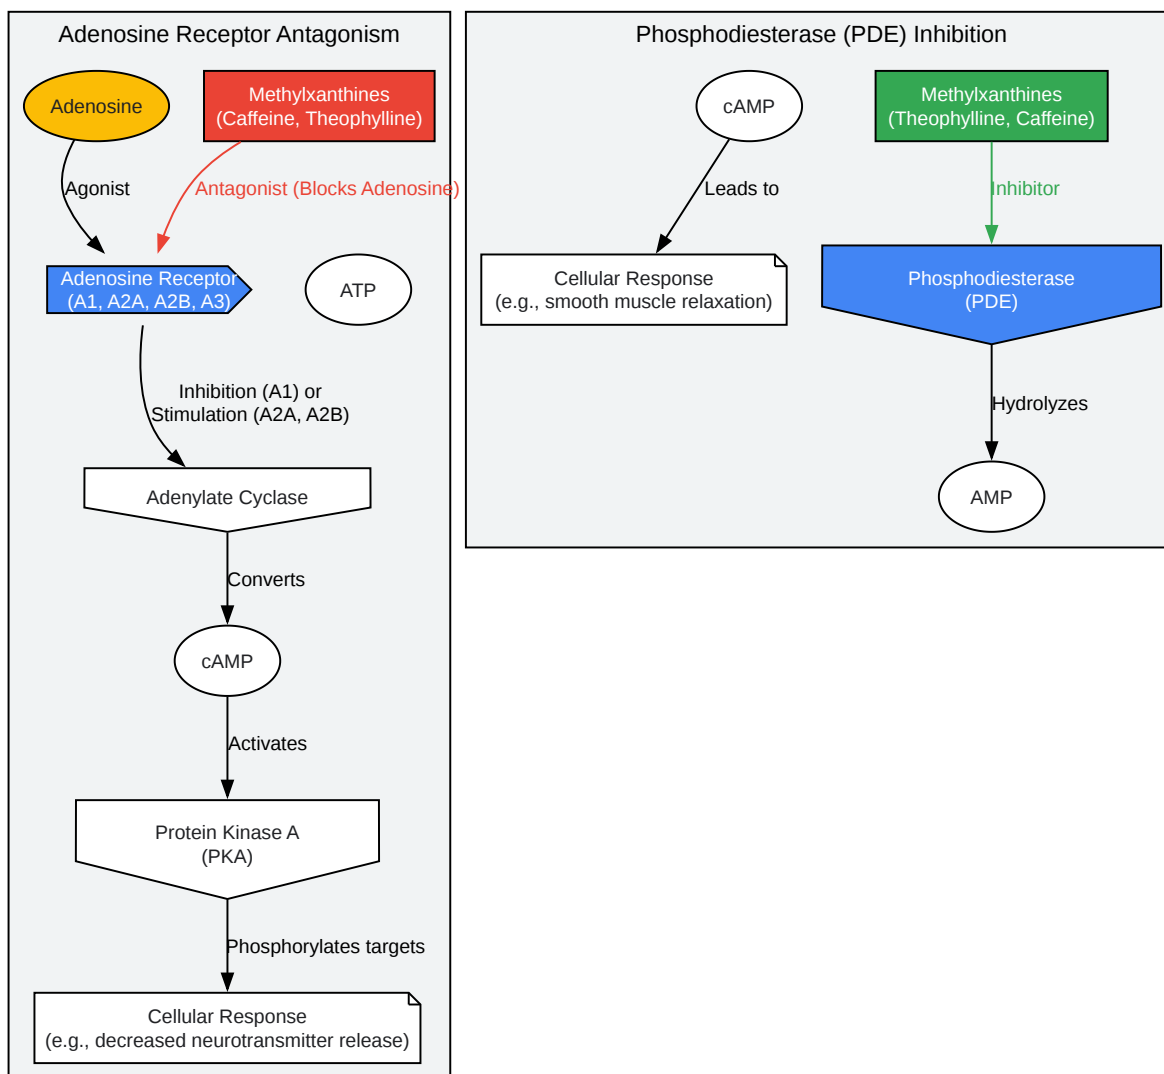 Adenosine Receptor Antagonism
Adenosine
Methylxanthines
(Caffeine, Theophylline)
Agonist
Antagonist (Blocks Adenosine)
Adenosine Receptor
(A1, A2A, A2B, A3)
ATP
Inhibition (A1) or
Stimulation (A2A, A2B)
Adenylate Cyclase
Converts
cAMP
Activates
Protein Kinase A
(PKA)
Phosphorylates targets
Cellular Response
(e.g., decreased neurotransmitter release)
Phosphodiesterase (PDE) Inhibition
cAMP
Methylxanthines
(Theophylline, Caffeine)
Leads to
Inhibitor
Cellular Response
(e.g., smooth muscle relaxation)
Phosphodiesterase
(PDE)
Hydrolyzes
AMP